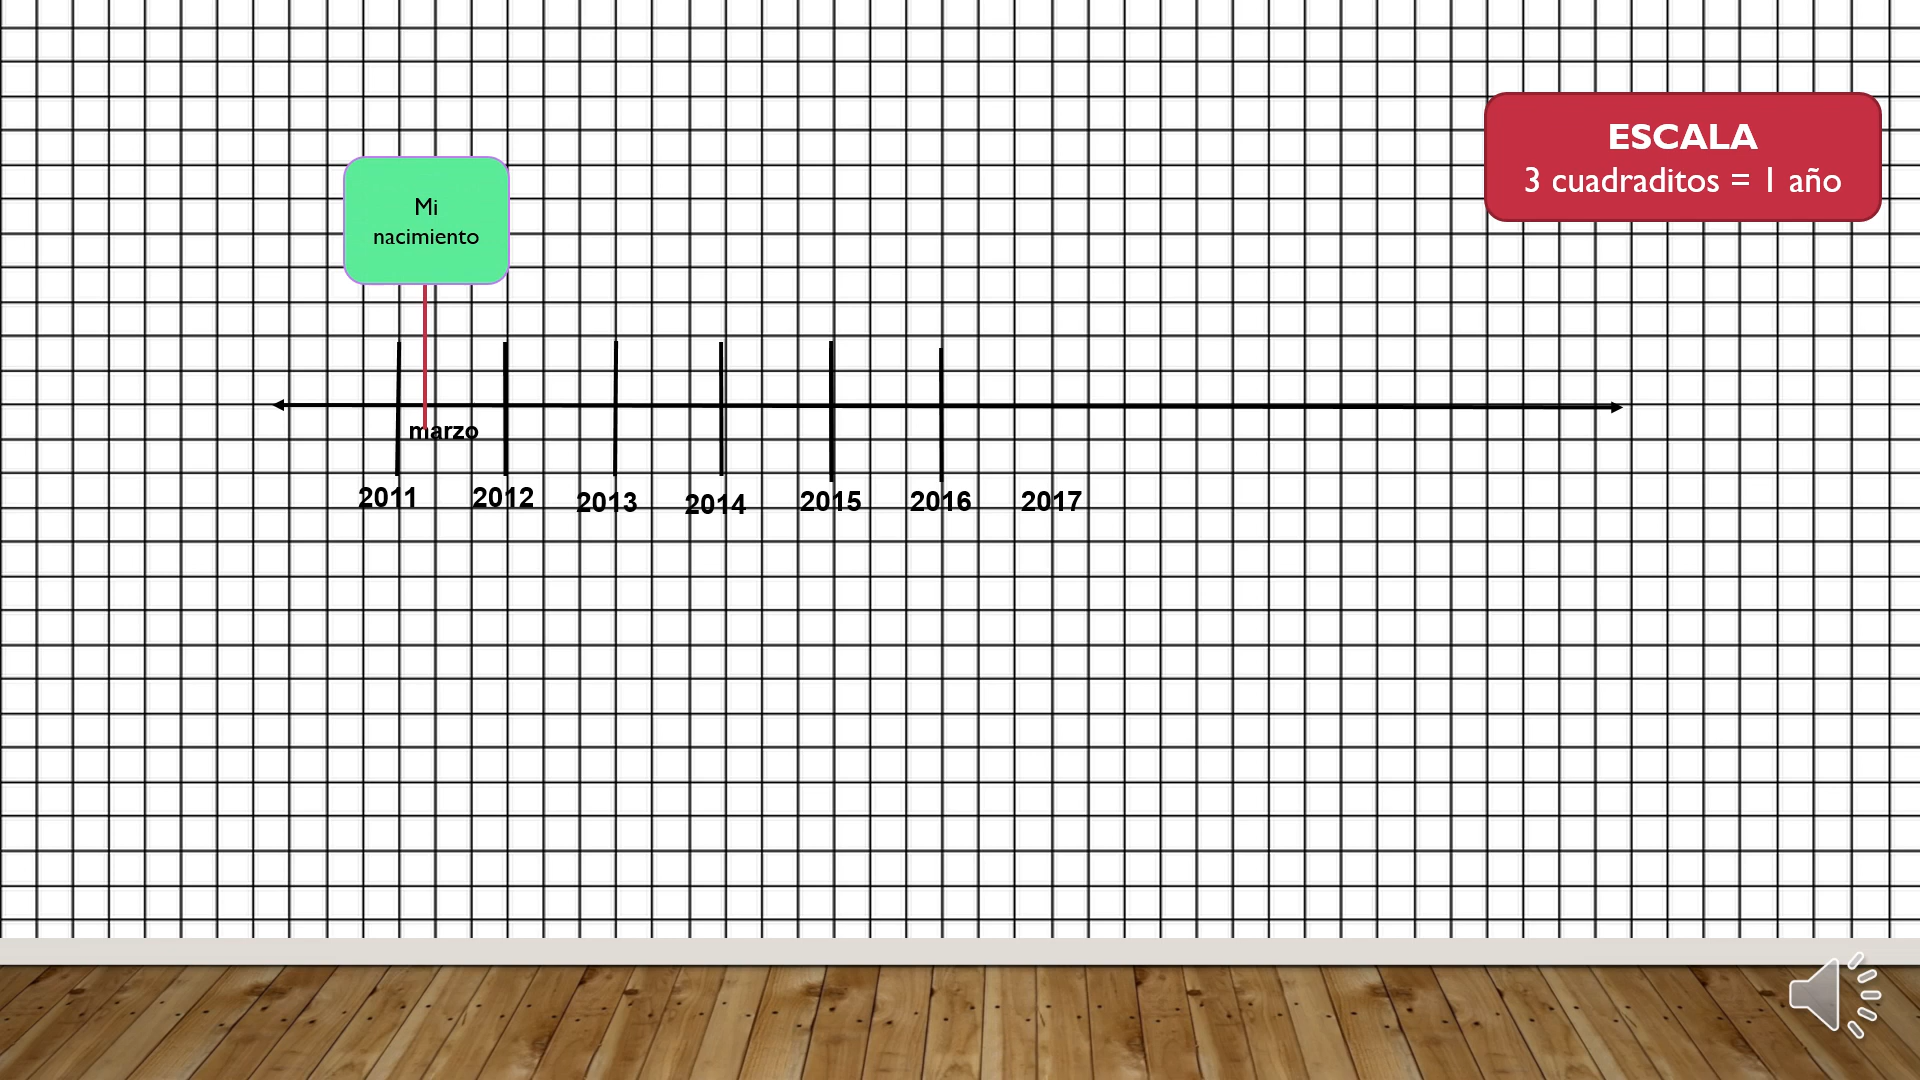 ESCALA
3 cuadraditos = 1 año
Mi
nacimiento
marzo
2011 2012 2013 2014 2015 2016 2017